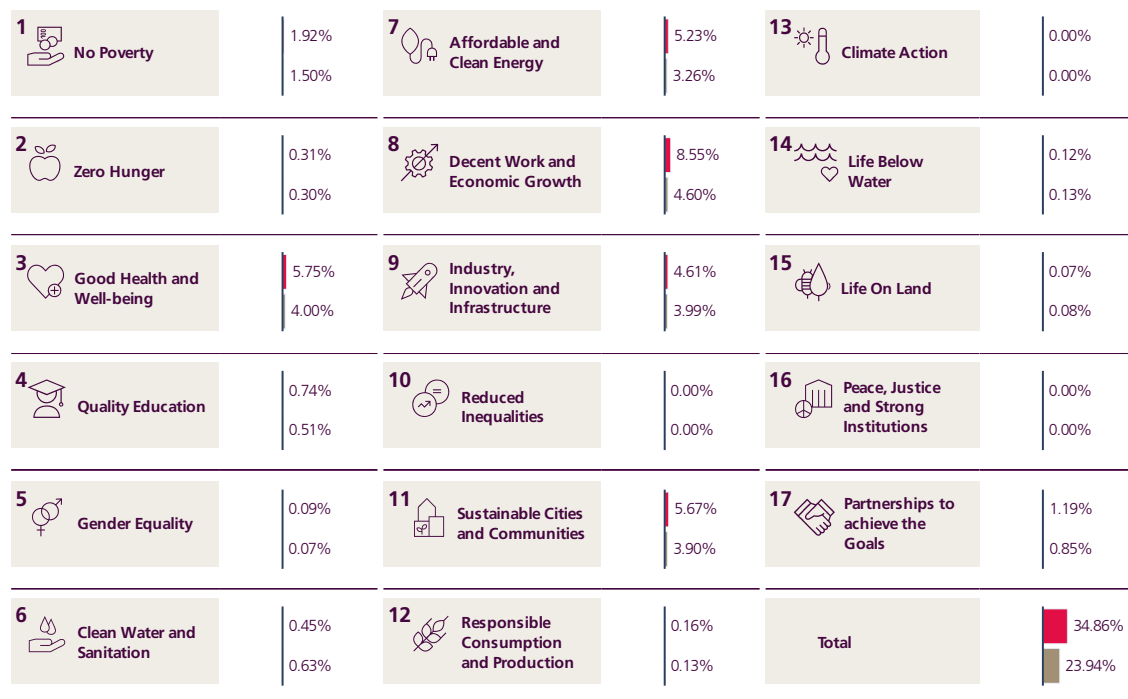 1
No Poverty
1.92%
1.50%
2
Zero Hunger
0.31%
0.30%
3
Good Health and
Well-being
5.75%
4.00%
4
Quality Education
0.74%
0.51%
5
Gender Equality
0.09%
0.07%
6
Clean Water and
Sanitation
0.45%
0.63%
7
Affordable and
Clean Energy
5.23%
3.26%
8
Decent Work and
Economic Growth
8.55%
4.60%
9
Industry,
Innovation and
Infrastructure
4.61%
3.99%
10
Reduced
Inequalities
0.00%
0.00%
11
Sustainable Cities
and Communities
5.67%
3.90%
12
Responsible
Consumption
and Production
0.16%
0.13%
13
Climate Action
0.00%
0.00%
14
Life Below
Water
0.12%
0.13%
15
Life On Land
0.07%
0.08%
16
Peace, Justice
and Strong
Institutions
0.00%
0.00%
17
Partnerships to
achieve the
Goals
1.19%
0.85%
Total
34.86%
23.94%